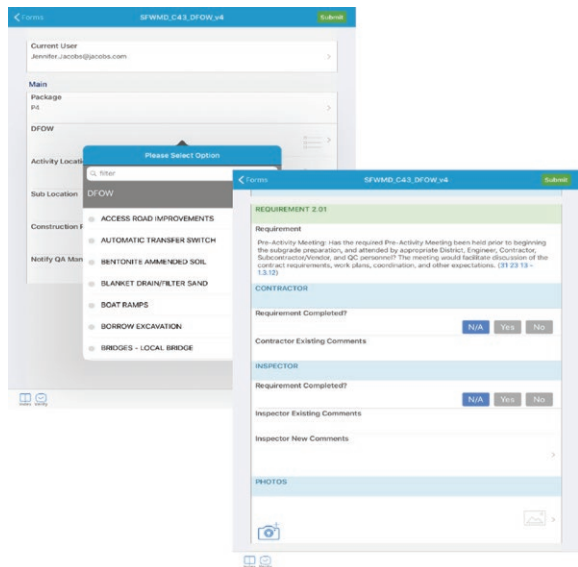 Forms SFWMD_C43_DFOW_v4 Submit
Current User
Jennifer.Jacobs@jacobs.com
Main
Package
P4
DFOW
Activity Locati
Sub Location
Construction F
Notify QA Man
Please Select Option
filter
DFOW
ACCESS ROAD IMPROVEMENTS
AUTOMATIC TRANSFER SWITCH
BENTONITE AMMENDED SOIL
BLANKET DRAIN/FILTER SAND
BOAT RAMPS
BORROW EXCAVATION
BRIDGES - LOCAL BRIDGE
Forms SFWMD_C43_DFOW_v4 Submit
REQUIREMENT 2.01
Requirement
Pre-Activity Meeting: Has the required Pre-Activity Meeting been held prior to beginning
the subgrade preparation, and attended by appropriate District, Engineer, Contractor,
Subcontractor/Vendor, and QC personnel? The meeting would facilitate discussion of the
contract requirements, work plans, coordination, and other expectations. (31 23 13 -
1.3.12)
CONTRACTOR
Requirement Completed?
N/A Yes No
Contractor Existing Comments
INSPECTOR
Requirement Completed?
N/A Yes No
Inspector Existing Comments
Inspector New Comments
PHOTOS